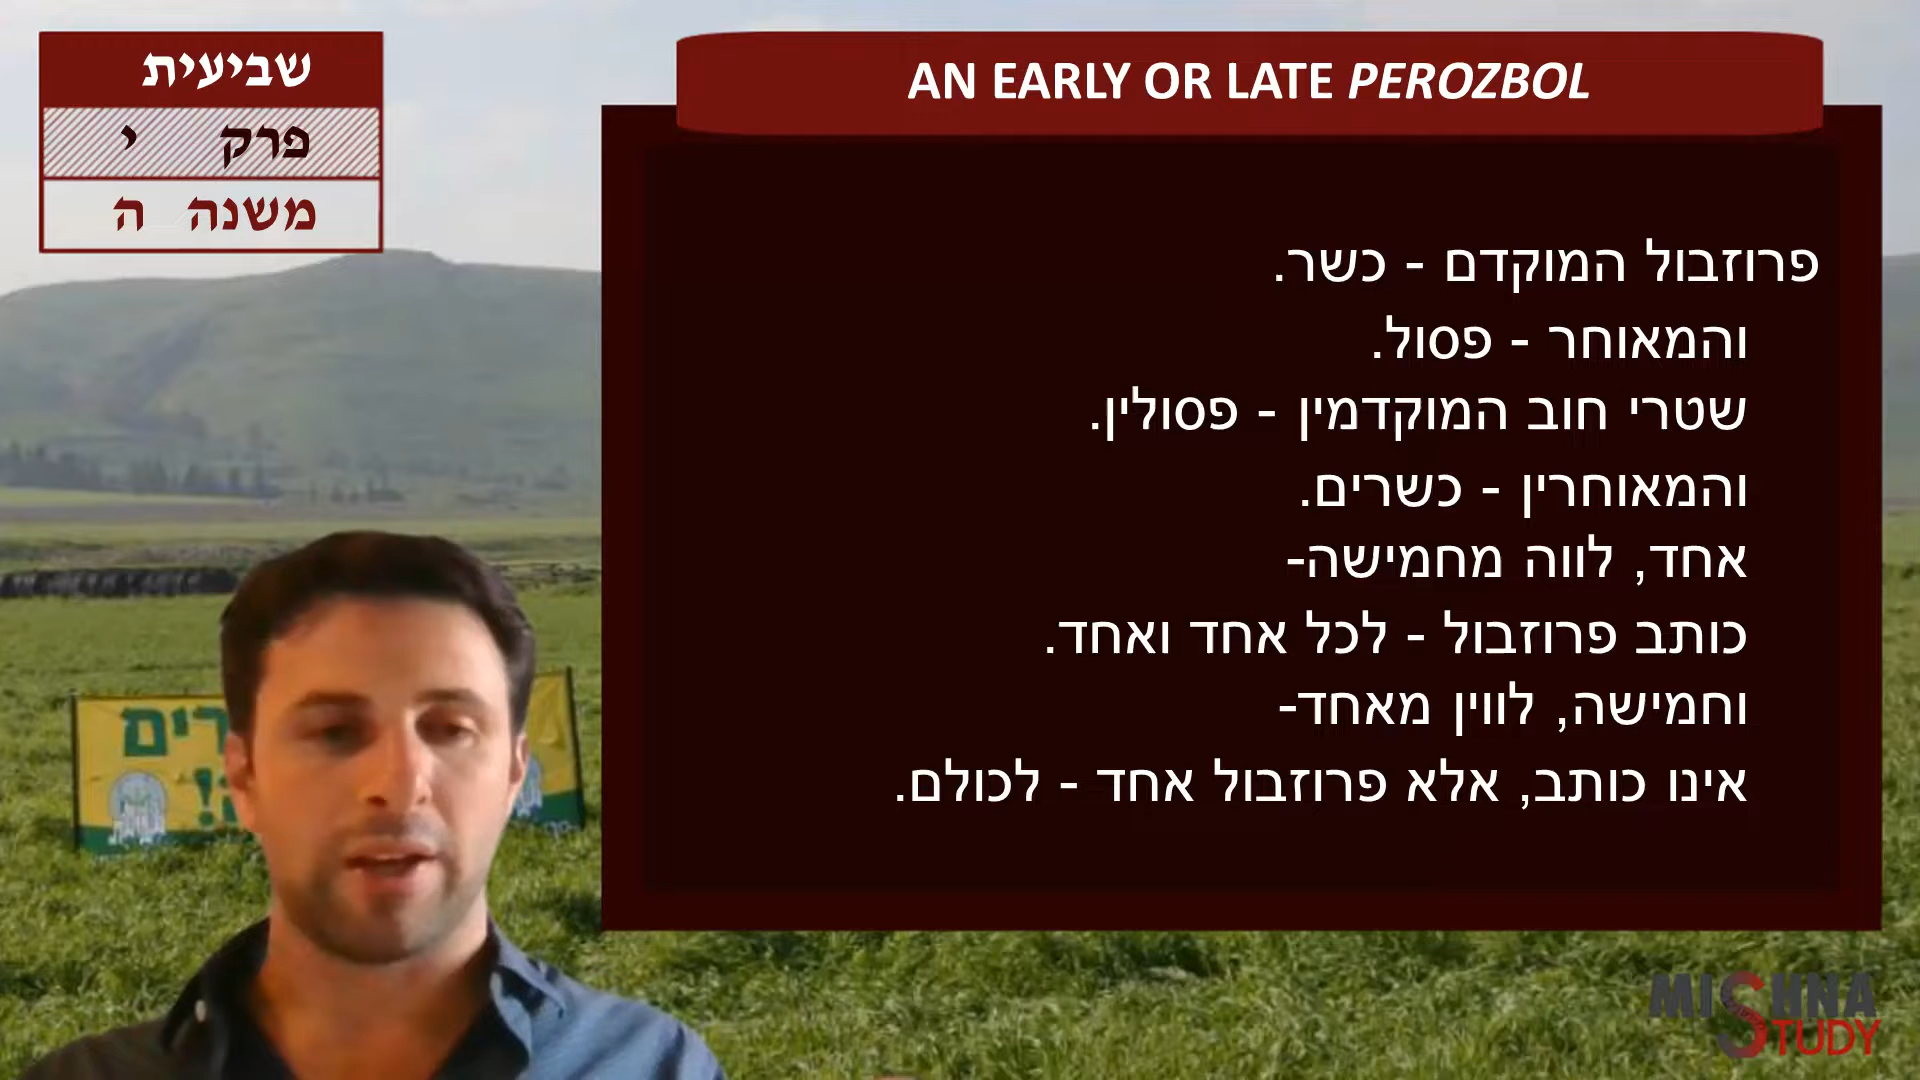 שביעית
פרק י
משנה ה
AN EARLY OR LATE PEROZBOL
פרוזבול המוקדם - כשר.
והמאוחר - פסול.
שטרי חוב המוקדמין - פסולין.
והמאוחרין - כשרים.
אחד, לווה מחמישה-
כותב פרוזבול - לכל אחד ואחד.
וחמישה, לווין מאחד-
אינו כותב, אלא פרוזבול אחד - לכולם.
MISHNA
STUDY